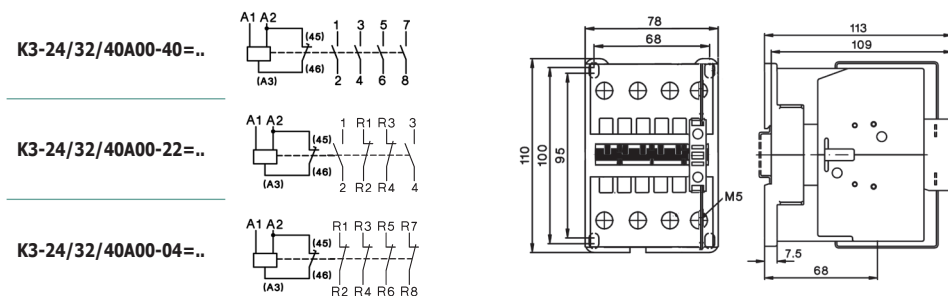 K3-24/32/40A00-40=..
A1 A2 1 3 5 7
(45)
(46)
(A3) 2 4 6 8
K3-24/32/40A00-22=..
A1 A2 1 R1 R3 3
(45)
(46)
(A3) 2 R2 R4 4
K3-24/32/40A00-04=..
A1 A2 R1 R3 R5 R7
(45)
(46)
(A3) R2 R4 R6 R8
78
68
110
100
95
M5
113
109
7.5
68